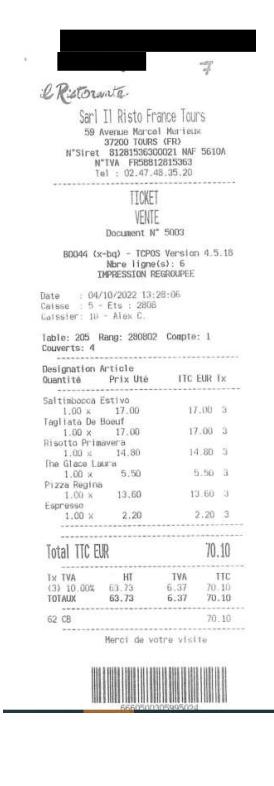 il Ristorante
Sarl Il Risto France Tours
59 Avenue Marcel Merieux
37200 TOURS (FR)
N°Siret 81281536300021 NAF 5610A
N°TVA FR58812815363
Tel : 02.47.48.35.20
TICKET
VENTE
Document N° 5003
B0044 (x-bq) - TCPOS Version 4.5.18
Nbre ligne(s): 6
IMPRESSION REGROUPEE
Date : 04/10/2022 13:28:06
Caisse : 5 - Ets : 2808
Caissier: 10 - Alex C.
Table: 205 Rang: 280802 Compte: 1
Couverts: 4
Designation Article
Quantité Prix Uté TTC EUR Tx
Saltimbocca Estivo
1.00 x 17.00 17.00 3
Tagliata De Boeuf
1.00 x 17.00 17.00 3
Risotto Primavera
1.00 x 14.80 14.80 3
The Glace Laura
1.00 x 5.50 5.50 3
Pizza Regina
1.00 x 13.60 13.60 3
Espresso
1.00 x 2.20 2.20 3
Total TTC EUR 70.10
Tx TVA HT TVA TTC
(3) 10.00% 63.73 6.37 70.10
TOTAUX 63.73 6.37 70.10
62 CB 70.10
Merci de votre visite
6660500305995024